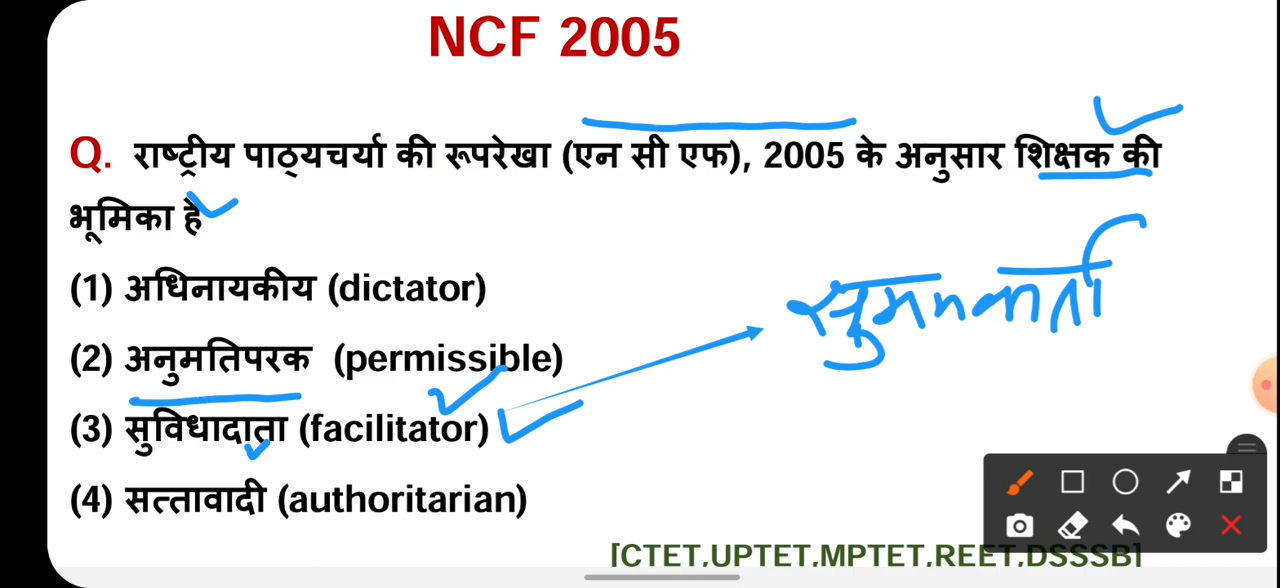 NCF 2005
Q. राष्ट्रीय पाठ्यचर्या की रूपरेखा (एन सी एफ), 2005 के अनुसार शिक्षक की
भूमिका है
(1) अधिनायकीय (dictator)
(2) अनुमतिपरक (permissible)
(3) सुविधादाता (facilitator)
(4) सत्तावादी (authoritarian)
[CTET,UPTET,MPTET,REET,DSSSB]